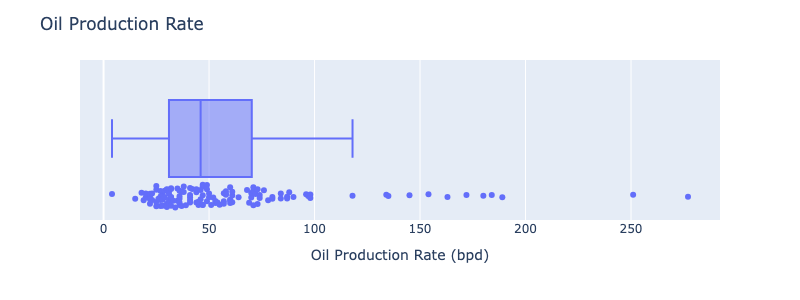 Oil Production Rate
0 50 100 150 200 250
Oil Production Rate (bpd)